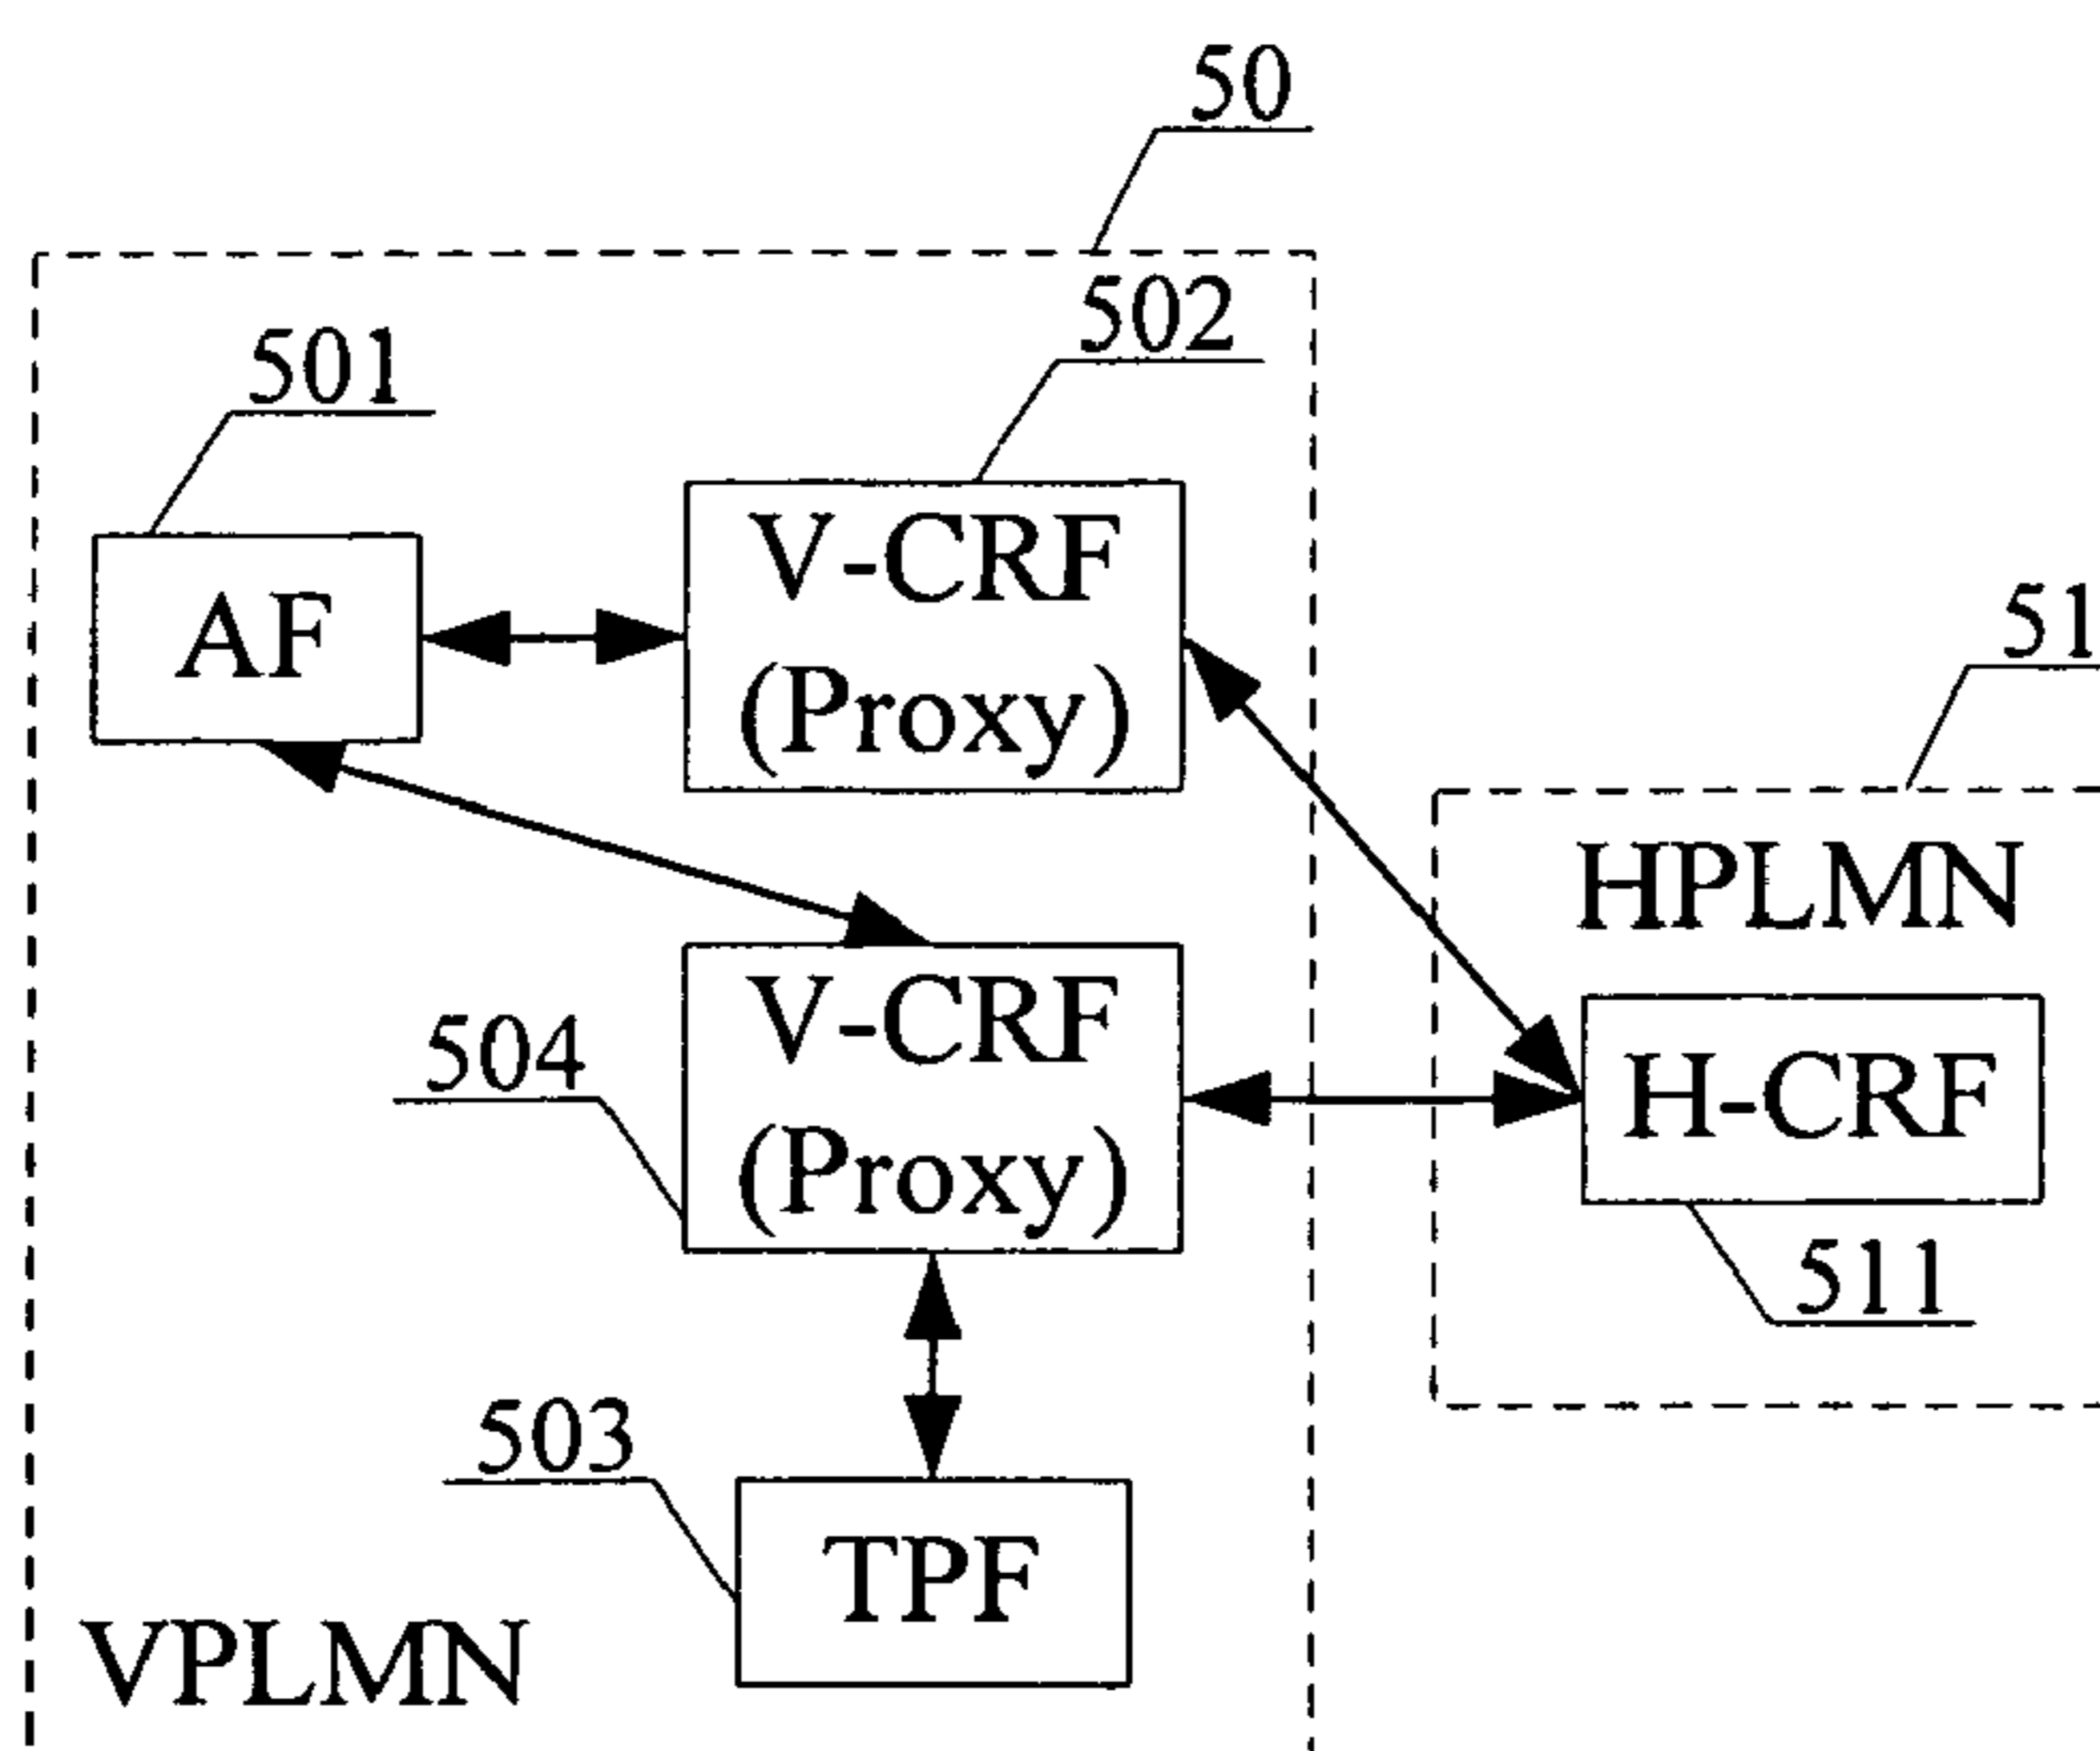 50
502
501
V-CRF
(Proxy)
AF
51
HPLMN
V-CRF
(Proxy)
504
H-CRF
511
503
TPF
VPLMN